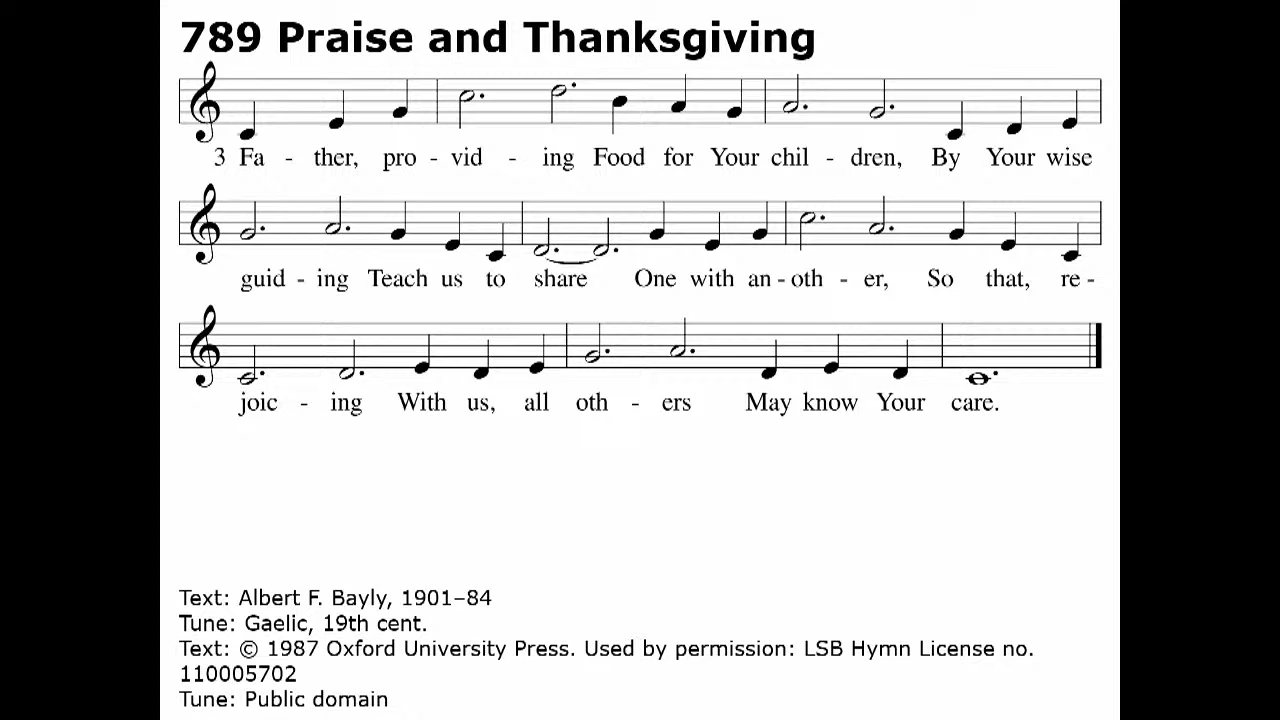 789 Praise and Thanksgiving
3 Fa - ther, pro - vid - ing Food for Your chil - dren, By Your wise
guid - ing Teach us to share One with an - oth - er, So that, re -
joic - ing With us, all oth - ers May know Your care.
Text: Albert F. Bayly, 1901–84
Tune: Gaelic, 19th cent.
Text: © 1987 Oxford University Press. Used by permission: LSB Hymn License no.
110005702
Tune: Public domain